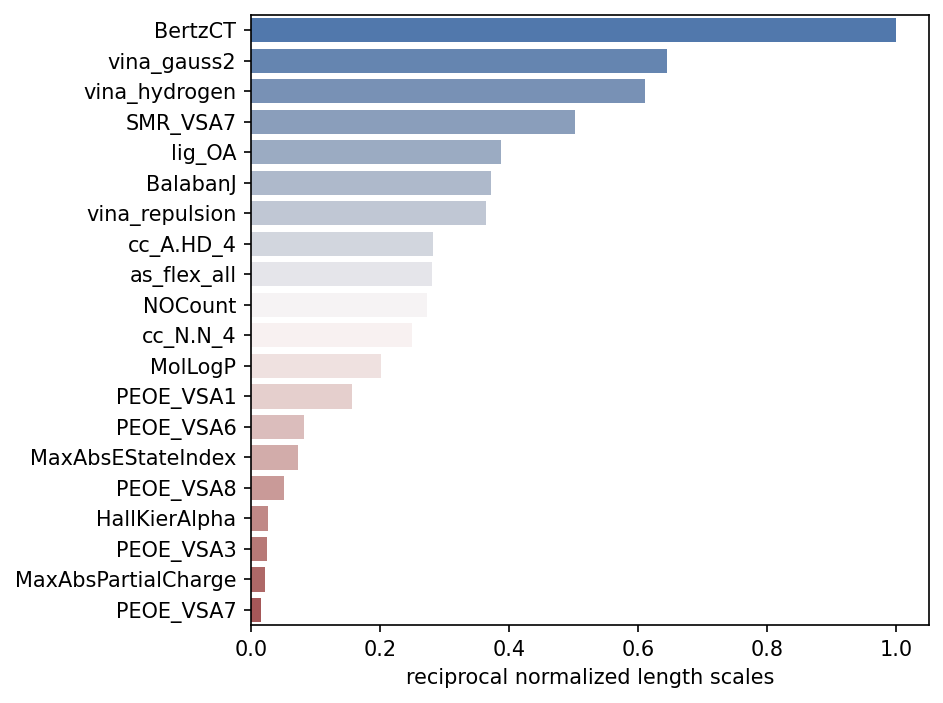 BertzCT
vina_gauss2
vina_hydrogen
SMR_VSA7
lig_OA
BalabanJ
vina_repulsion
cc_A.HD_4
as_flex_all
NOCount
cc_N.N_4
MolLogP
PEOE_VSA1
PEOE_VSA6
MaxAbsEStateIndex
PEOE_VSA8
HallKierAlpha
PEOE_VSA3
MaxAbsPartialCharge
PEOE_VSA7
0.0 0.2 0.4 0.6 0.8 1.0
reciprocal normalized length scales